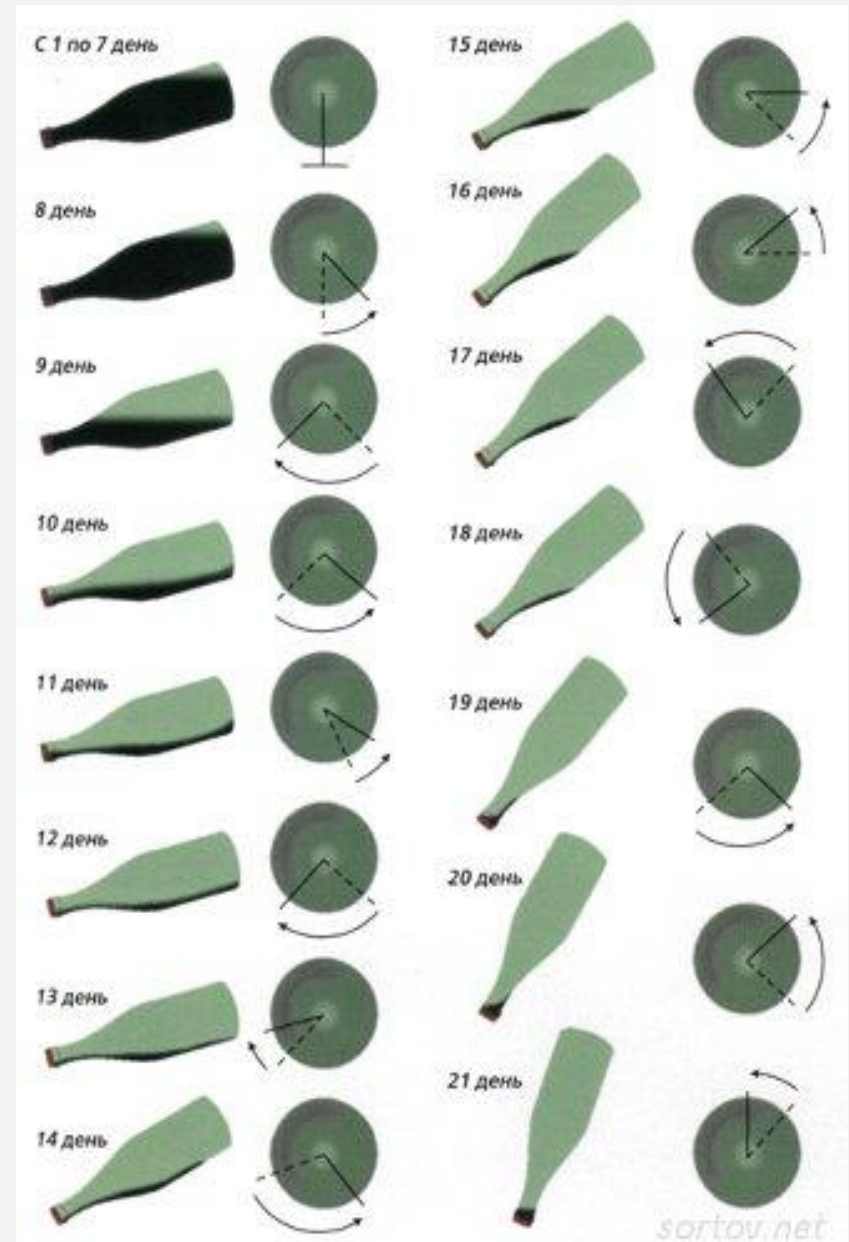 С 1 по 7 день
8 день
9 день
10 день
11 день
12 день
13 день
14 день
15 день
16 день
17 день
18 день
19 день
20 день
21 день
sortov.net